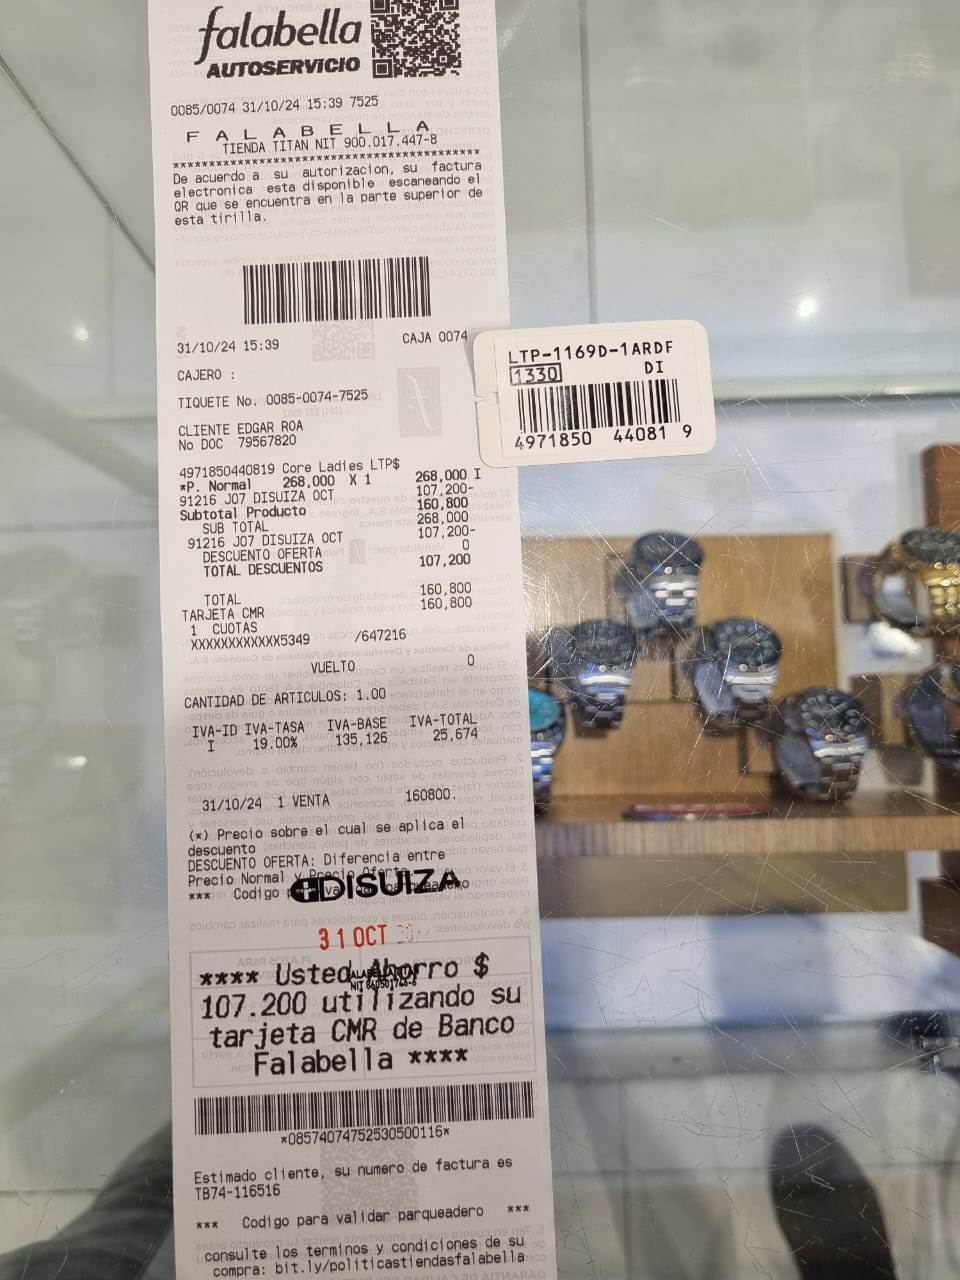 falabella
AUTOSERVICIO
0085/0074 31/10/24 15:39 7525
F A L A B E L L A
TIENDA TITAN NIT 900.017.447-8
******************************************
De acuerdo a su autorizacion, su factura
electronica esta disponible escaneando el
QR que se encuentra en la parte superior de
esta tirilla.
31/10/24 15:39 CAJA 0074
CAJERO :
TIQUETE No. 0085-0074-7525
CLIENTE EDGAR ROA
No DOC 79567820
4971850440819 Core Ladies LTP$
*P. Normal 268,000 X 1 268,000 I
91216 J07 DISUIZA OCT 107,200-
Subtotal Producto 160,800
SUB TOTAL 268,000
91216 J07 DISUIZA OCT 107,200-
DESCUENTO OFERTA 0
TOTAL DESCUENTOS 107,200
TOTAL 160,800
TARJETA CMR 160,800
1 CUOTAS
XXXXXXXXXXXX5349 /647216
VUELTO 0
CANTIDAD DE ARTICULOS: 1.00
IVA-ID IVA-TASA IVA-BASE IVA-TOTAL
I 19.00% 135,126 25,674
31/10/24 1 VENTA 160800.
(*) Precio sobre el cual se aplica el
descuento
DESCUENTO OFERTA: Diferencia entre
Precio Normal y Precio Oferta
*** Codigo para validar parqueadero
DISUIZA
31 OCT
**** Usted Ahorro $
107.200 utilizando su
tarjeta CMR de Banco
Falabella ****
*08574074752530500116*
Estimado cliente, su numero de factura es
TB74-116516
*** Codigo para validar parqueadero ***
consulte los terminos y condiciones de su
compra: bit.ly/politicastiendasfalabella
LTP-1169D-1ARDF
1330 DI
4971850 44081 9